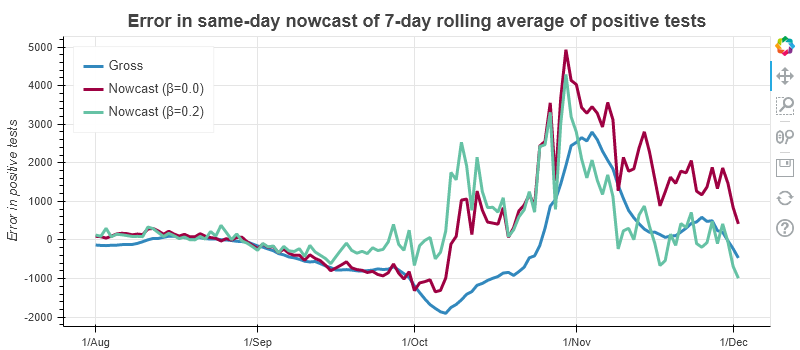 Error in same-day nowcast of 7-day rolling average of positive tests
Error in positive tests
5000
4000
3000
2000
1000
0
-1000
-2000
Gross
Nowcast (β=0.0)
Nowcast (β=0.2)
1/Aug
1/Sep
1/Oct
1/Nov
1/Dec